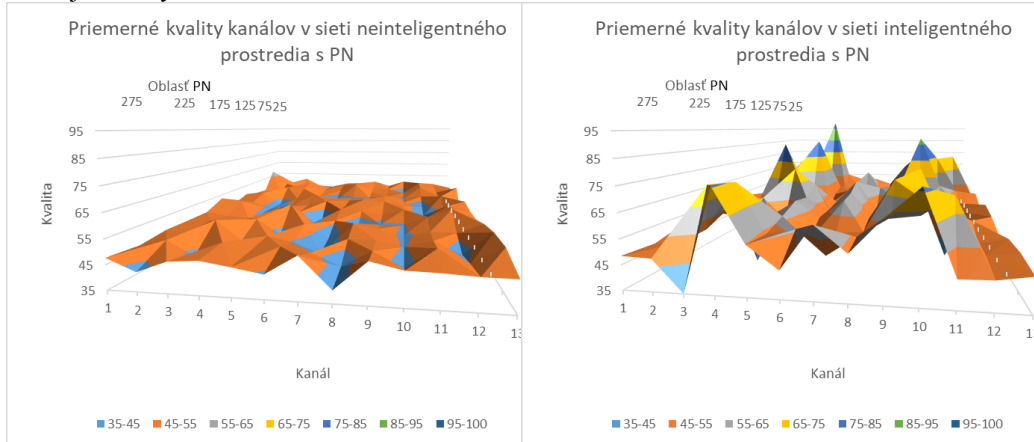 Priemerné kvality kanálov v sieti neinteligentného
prostredia s PN
Oblasť PN
275 225 175 125 75 25
95
85
75
65
55
45
35
Kvalita
1 2 3 4 5 6 7 8 9 10 11 12 13
Kanál
35-45 45-55 55-65 65-75 75-85 85-95 95-100
Priemerné kvality kanálov v sieti inteligentného
prostredia s PN
Oblasť PN
275 225 175 125 75 25
95
85
75
65
55
45
35
Kvalita
1 2 3 4 5 6 7 8 9 10 11 12
Kanál
35-45 45-55 55-65 65-75 75-85 85-95 95-100